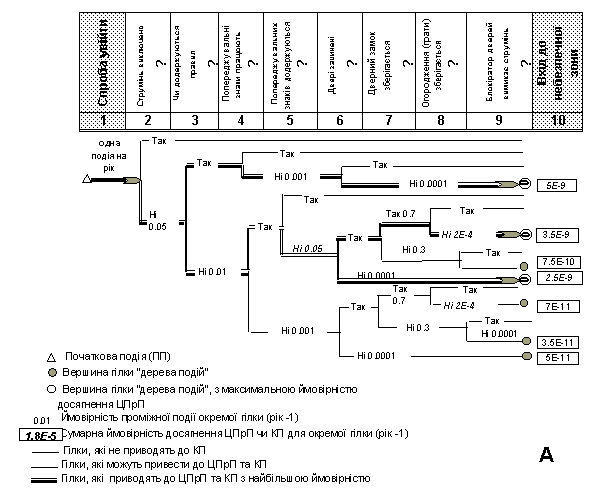 Спроба увійти
Струмінь виключено
?
Чи додержуються
правил
?
Попереджувальні
знаки працюють
?
Попереджувальних
знаків додержуються
?
Двері зачинені
?
Дверний замок
зберігається
?
Огородження (грати)
зберігається
?
Блокіратор дверей
вимикає струмінь
?
Вхід до
небезпечної
зони
1
2
3
4
5
6
7
8
9
10
одна
подія на
рік
Так
Так
Так
Так
Ні 0.001
Ні 0.0001
5E-9
Ні
0.05
Так
Так 0.7
Ні 0.05
Так
Ні 2E-4
3.5E-9
Ні 0.3
Так
7.5E-10
Ні 0.01
Ні 0.0001
2.5E-9
Так
0.7
Так
Так
Ні 2E-4
7E-11
Ні 0.001
Ні 0.3
Так
Ні 0.0001
3.5E-11
Ні 0.0001
5E-11
Початкова подія (ПП)
Вершина гілки "дерева подій"
Вершина гілки "дерева подій", з максимальною ймовірністю
досягнення ЦПрП
0.01 Ймовірність проміжної події окремої гілки (рік -1)
1.8E-5 Сумарна ймовірність досягнення ЦПрП чи КП для окремої гілки (рік -1)
Гілки, які не приводять до КП
Гілки, які можуть привести до ЦПрП та КП
Гілки, які приводять до ЦПрП та КП з найбільшою ймовірністю
А